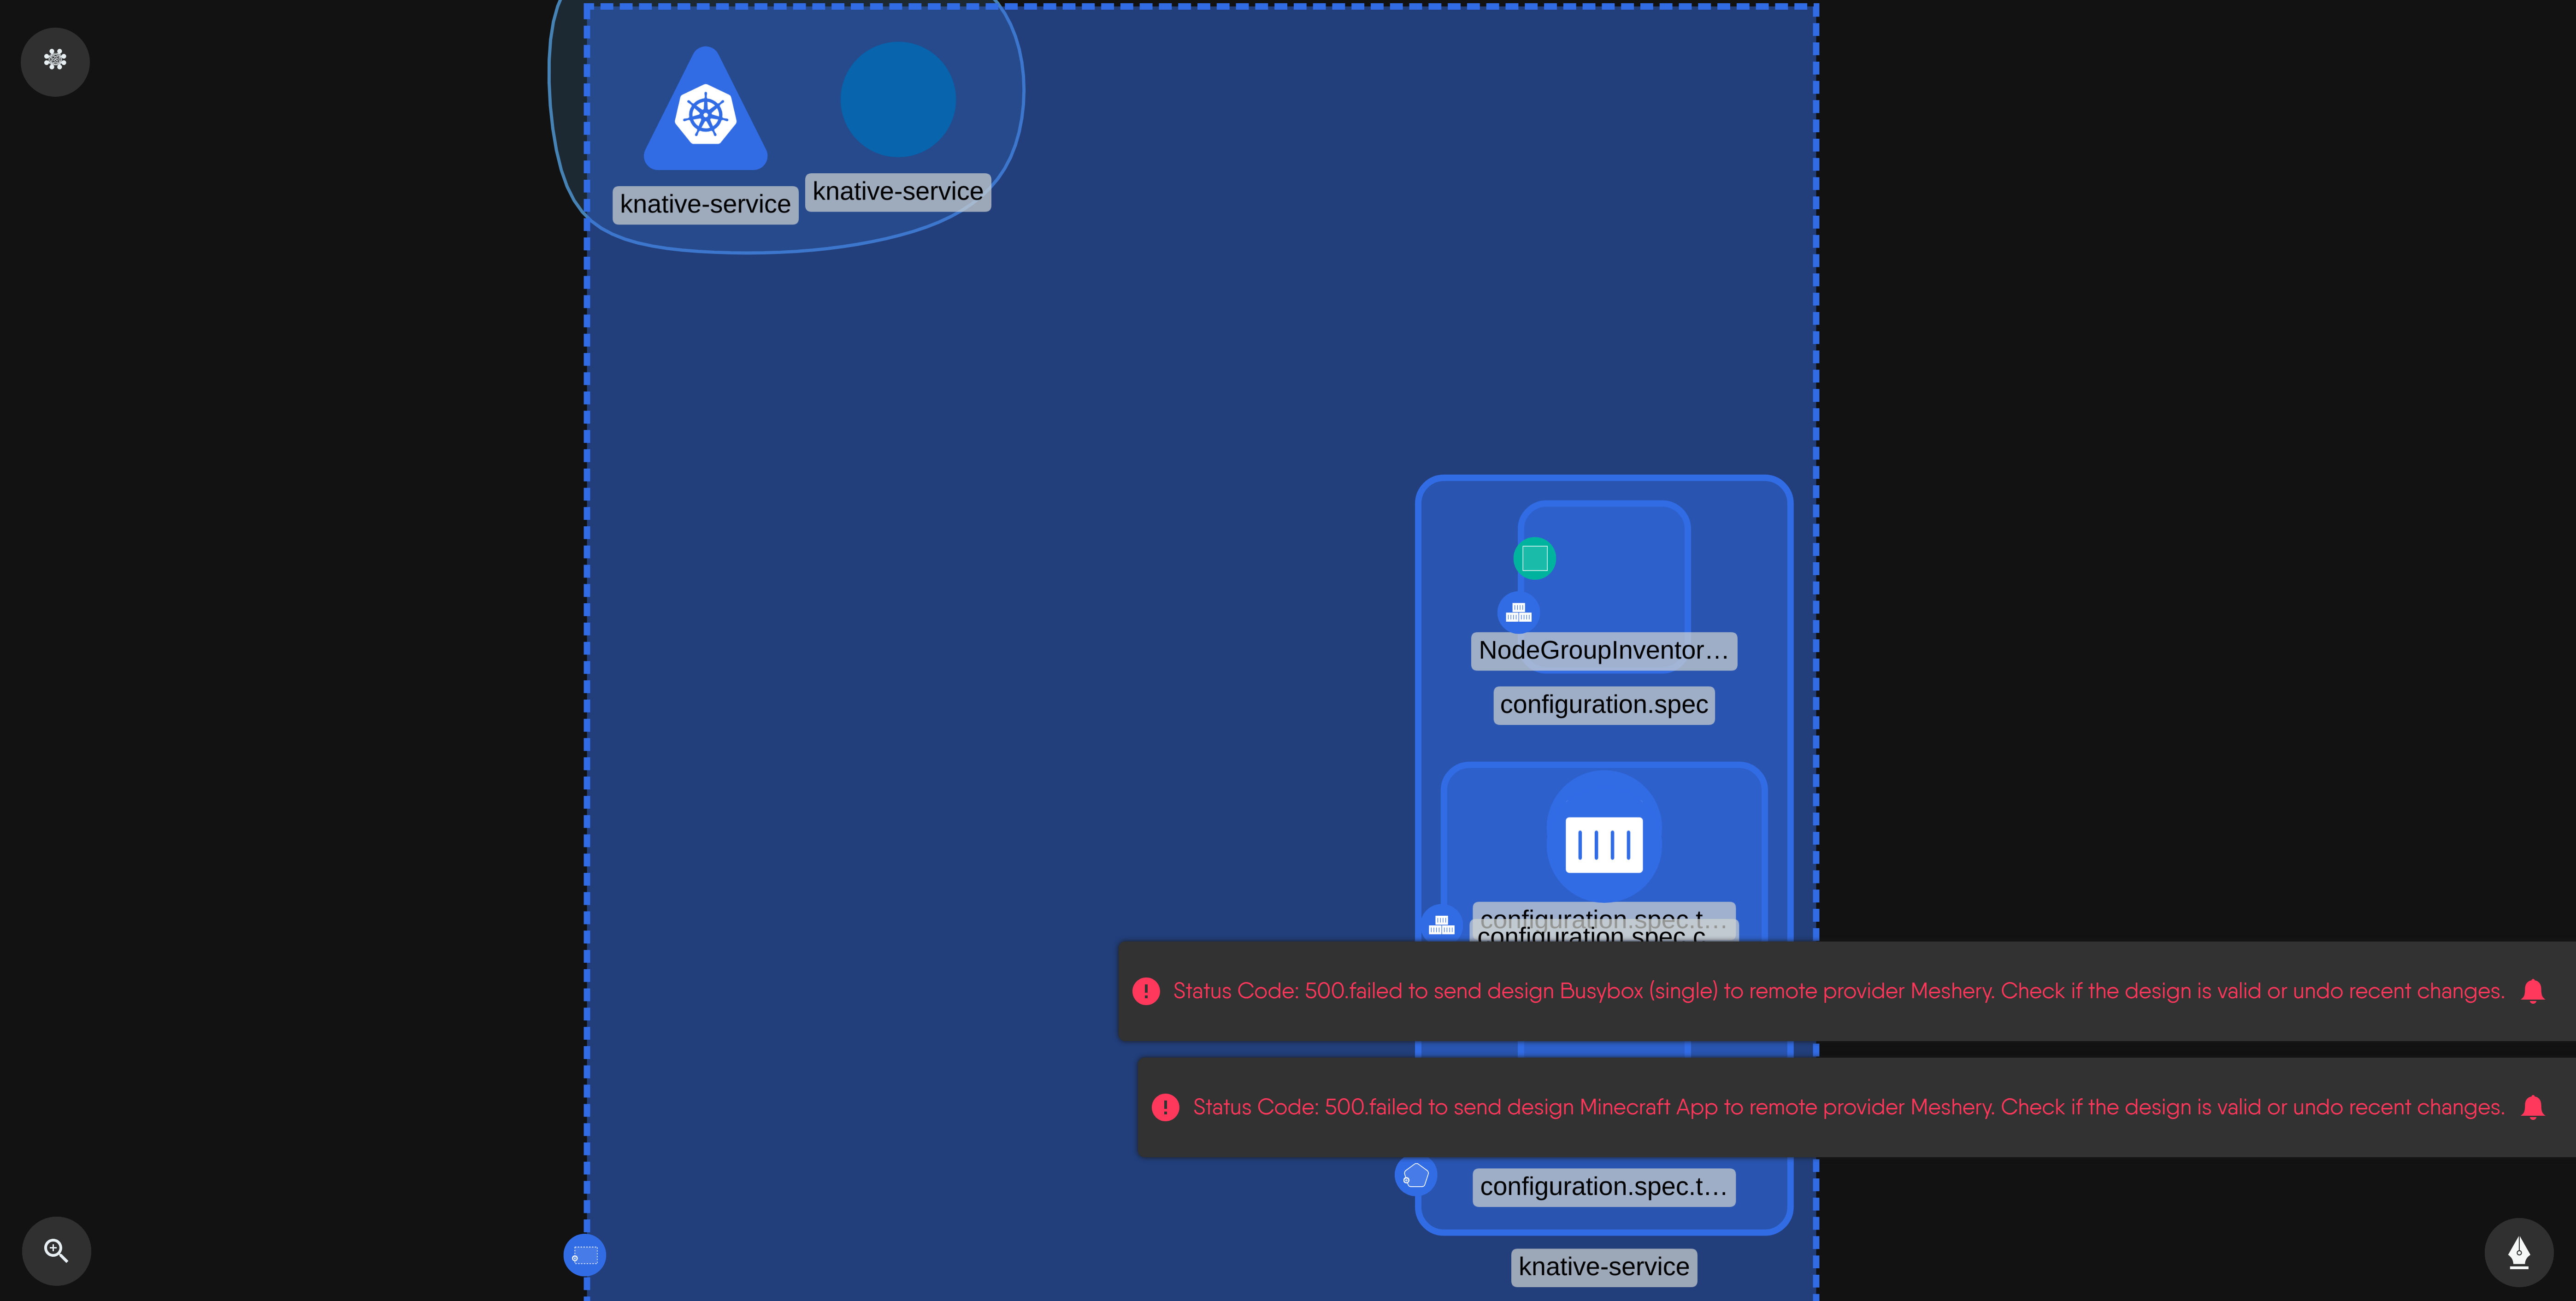 knative-service
knative-service
NodeGroupInventor…
configuration.spec
configuration.spec.t…
configuration.spec.c
Status Code: 500.failed to send design Busybox (single) to remote provider Meshery. Check if the design is valid or undo recent changes.
Status Code: 500.failed to send design Minecraft App to remote provider Meshery. Check if the design is valid or undo recent changes.
configuration.spec.t…
knative-service